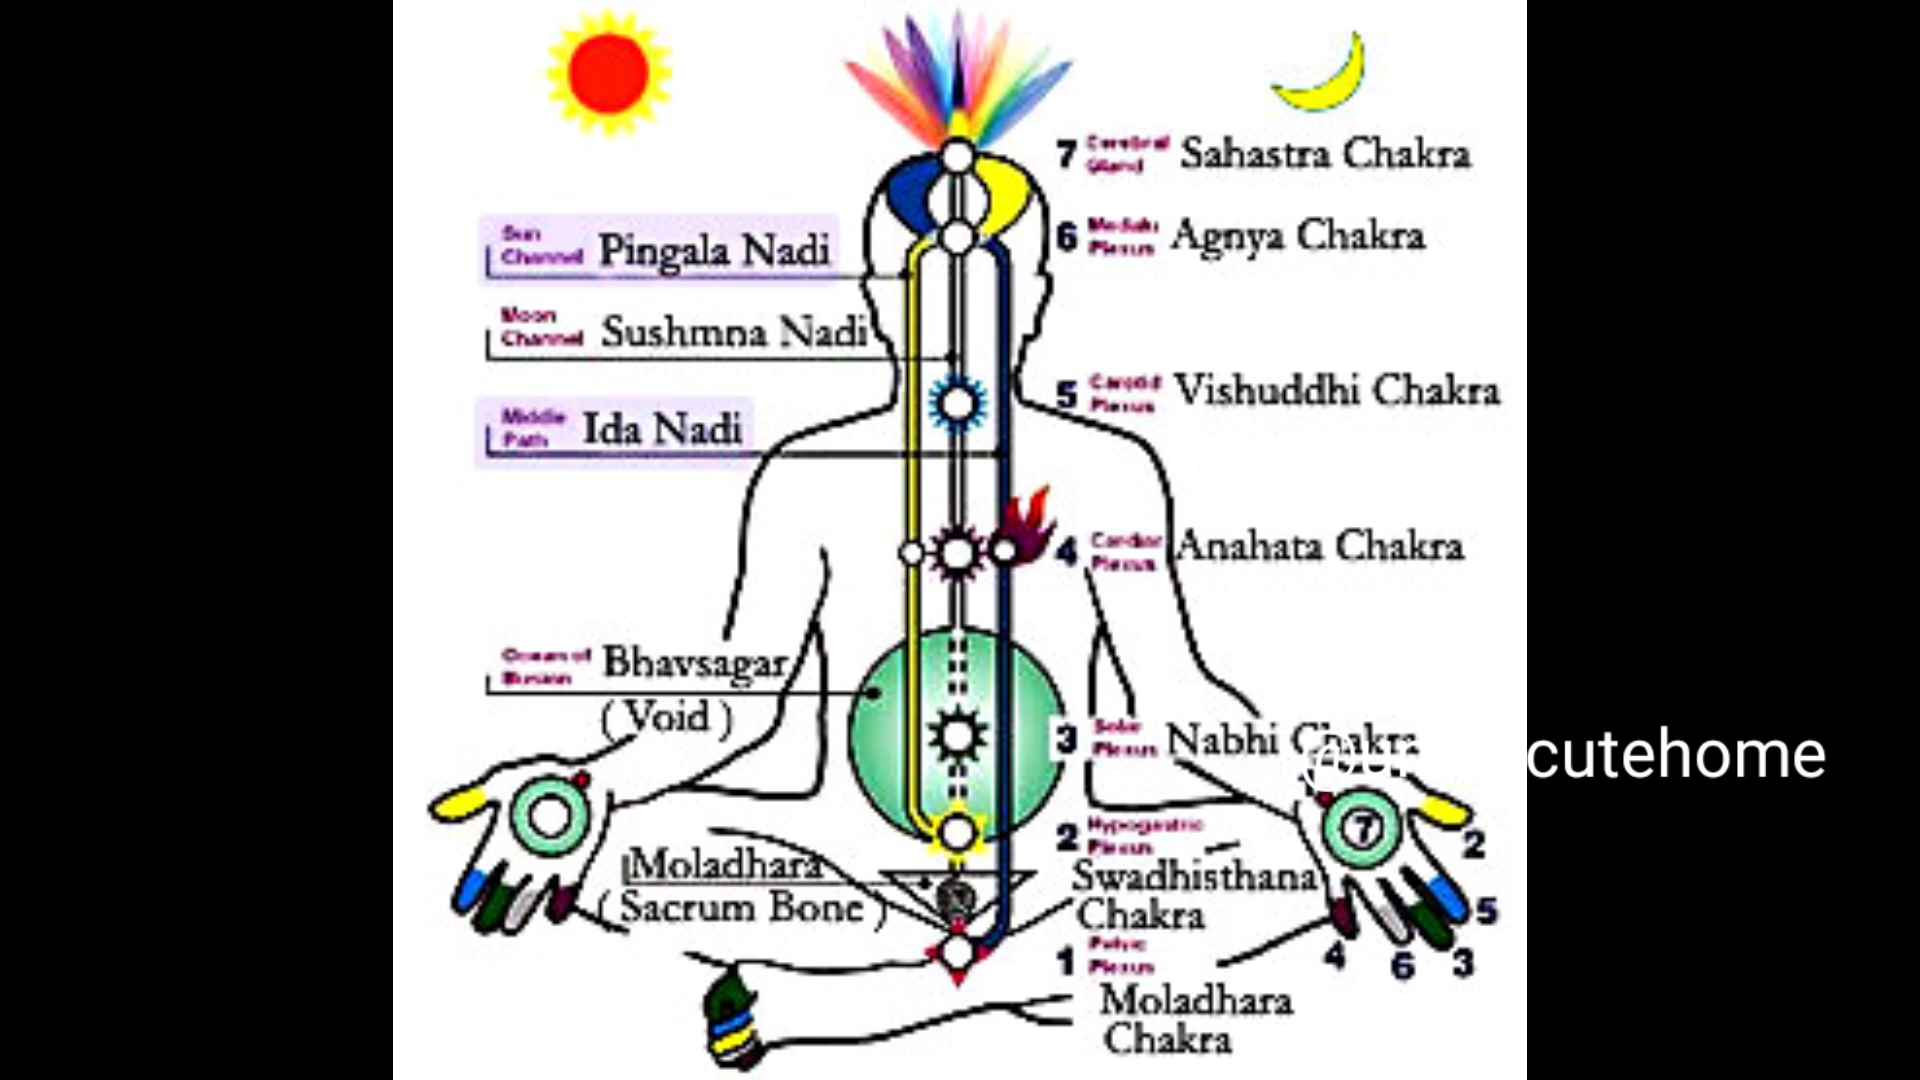 7 Cerebral Gland Sahastra Chakra
Sun Channel Pingala Nadi
6 Plexus Agnya Chakra
Moon Channel Sushmna Nadi
5 Carotid Plexus Vishuddhi Chakra
Middle Path Ida Nadi
4 Cardiac Plexus Anahata Chakra
Ocean of Illusion Bhavsagar
( Void )
3 Solar Plexus Nabhi Chakra
cutehome
7
2
2 Hypogastric Plexus
Moladhara
Swadhisthana
( Sacrum Bone )
Chakra
5
4 6 3
1 Pelvic Plexus
Moladhara
Chakra